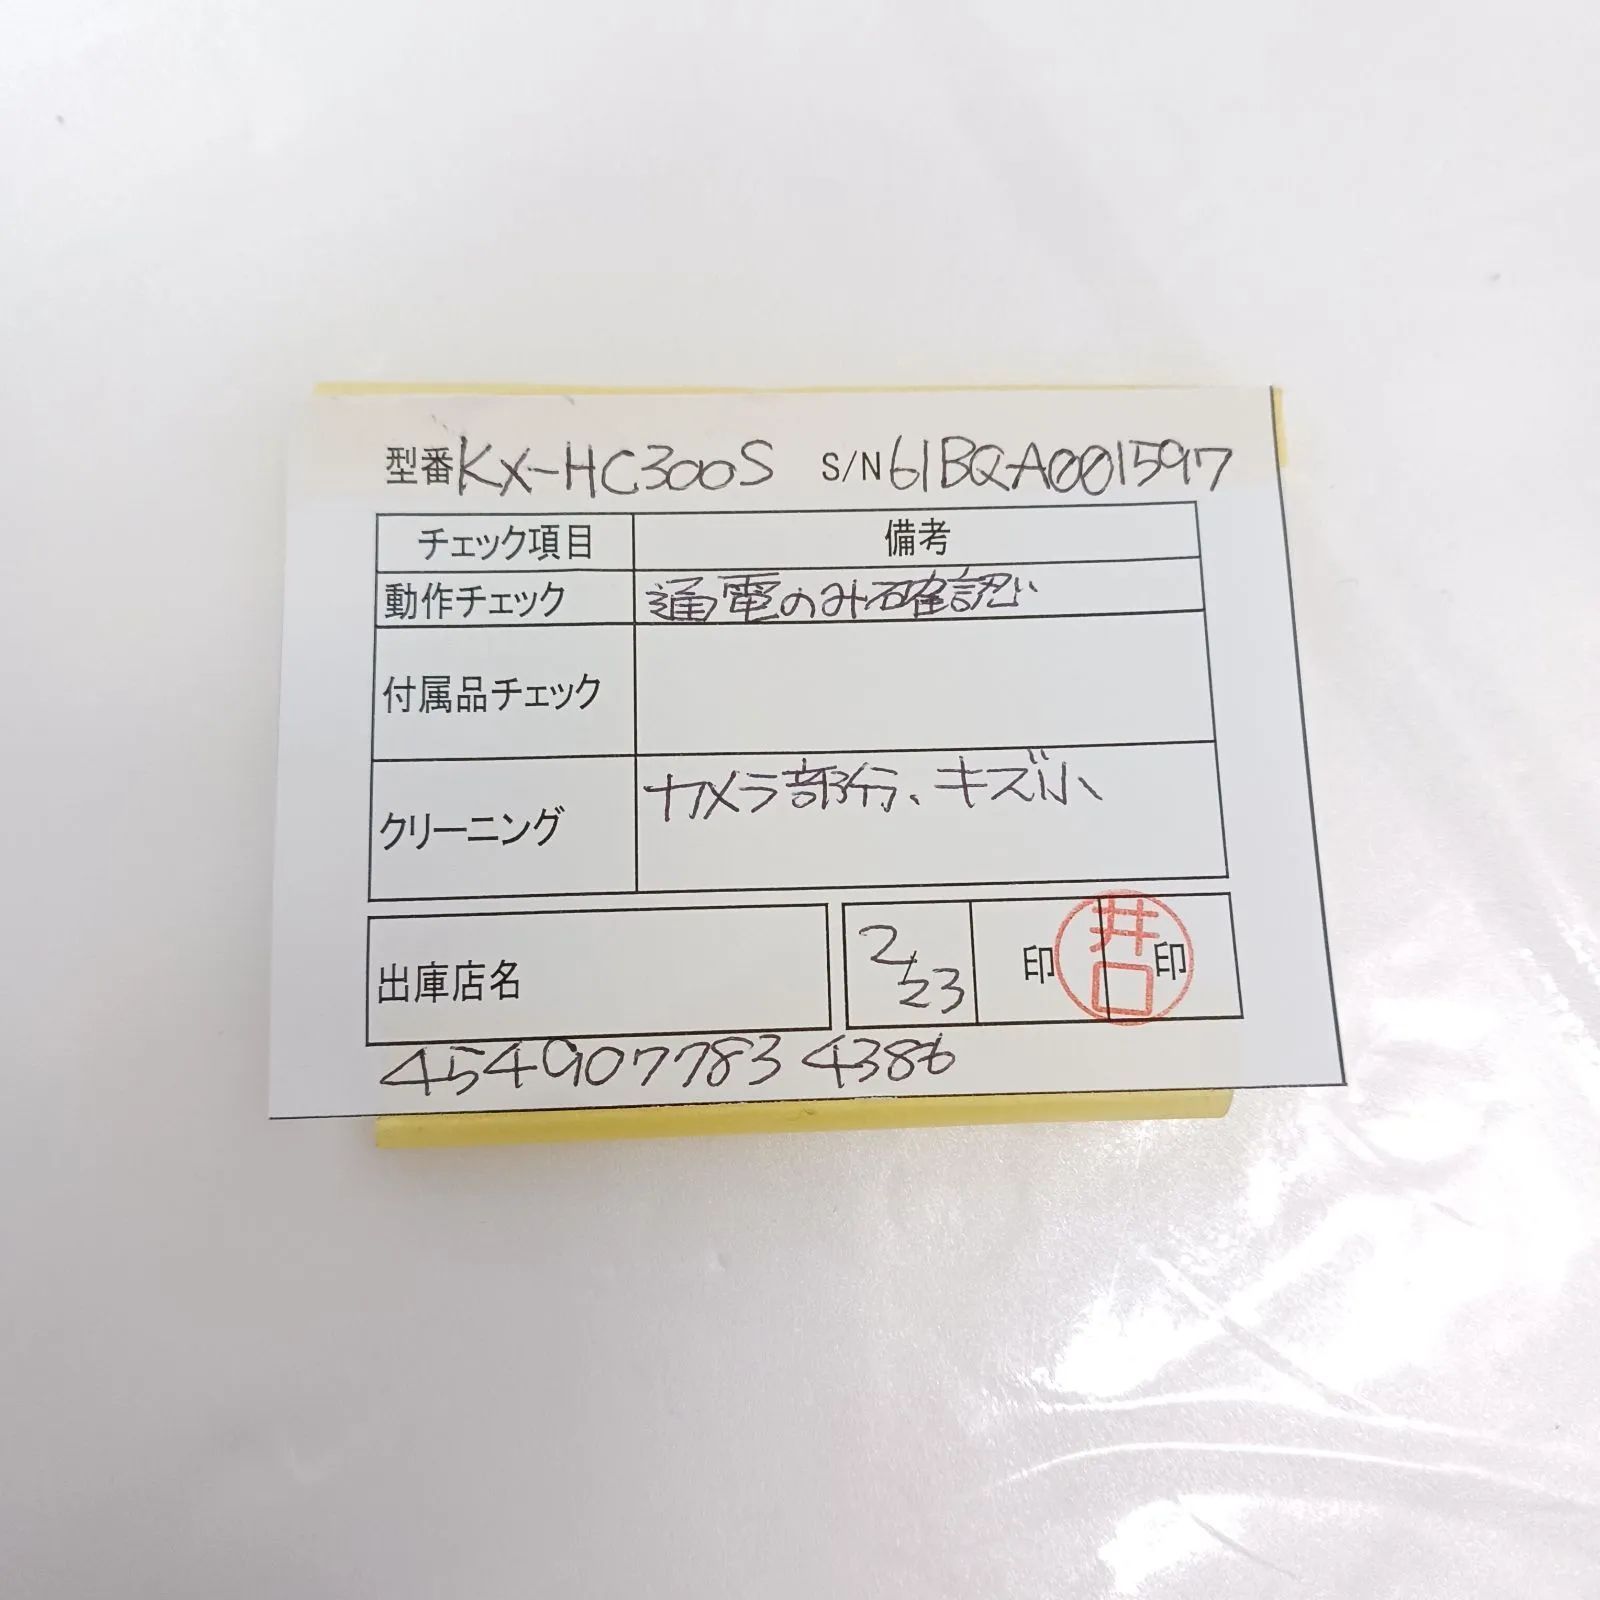 型番KX-HC300S S/N61BQA001597
チェック項目 備考
動作チェック 通電のみ確認
付属品チェック
クリーニング カメラ部分、キズ小
出庫店名 2/23 印 井口 印
4549077834386